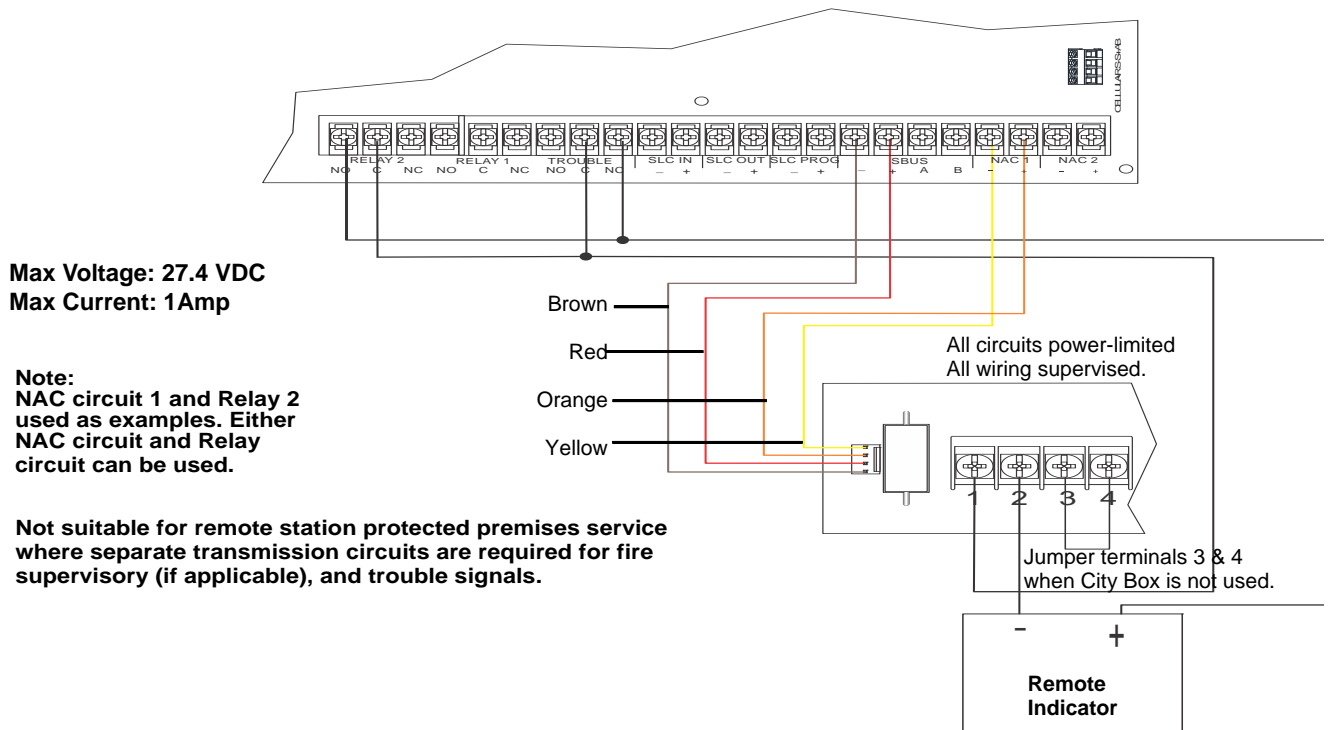 CELLULAR S-S+AB
RELAY 2 RELAY 1 TROUBLE SLC IN SLC OUT SLC PROG SBUS NAC 1 NAC 2
NO C NC NO C NC NO C NC – + – + – + – + A B - + - +
Max Voltage: 27.4 VDC
Max Current: 1Amp
Brown
Red
Orange
Yellow
Note:
NAC circuit 1 and Relay 2
used as examples. Either
NAC circuit and Relay
circuit can be used.
All circuits power-limited
All wiring supervised.
1 2 3 4
Not suitable for remote station protected premises service
where separate transmission circuits are required for fire
supervisory (if applicable), and trouble signals.
Jumper terminals 3 & 4
when City Box is not used.
- +
Remote
Indicator